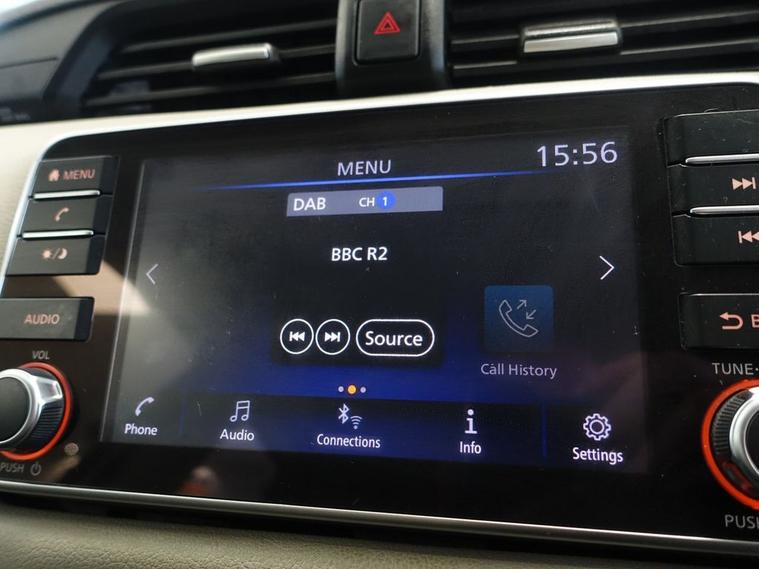 MENU
15:56
MENU
DAB CH 1
BBC R2
Source
Call History
AUDIO
VOL
TUNE
Phone
Audio
Connections
Info
Settings
PUSH